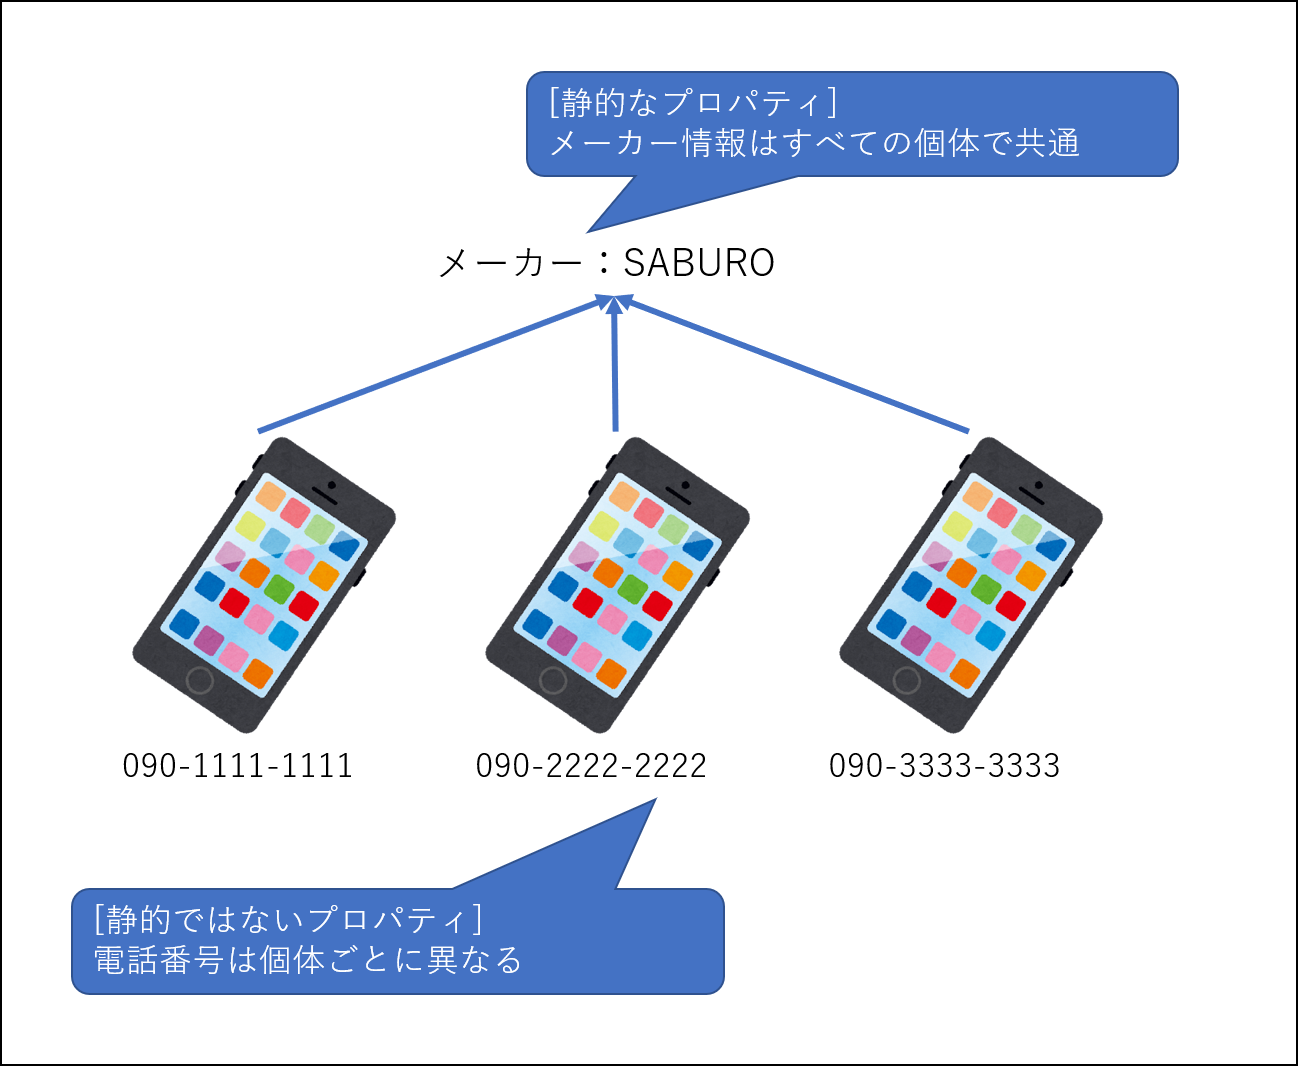 [静的なプロパティ]
メーカー情報はすべての個体で共通
メーカー：SABURO
090-1111-1111
090-2222-2222
090-3333-3333
[静的ではないプロパティ]
電話番号は個体ごとに異なる